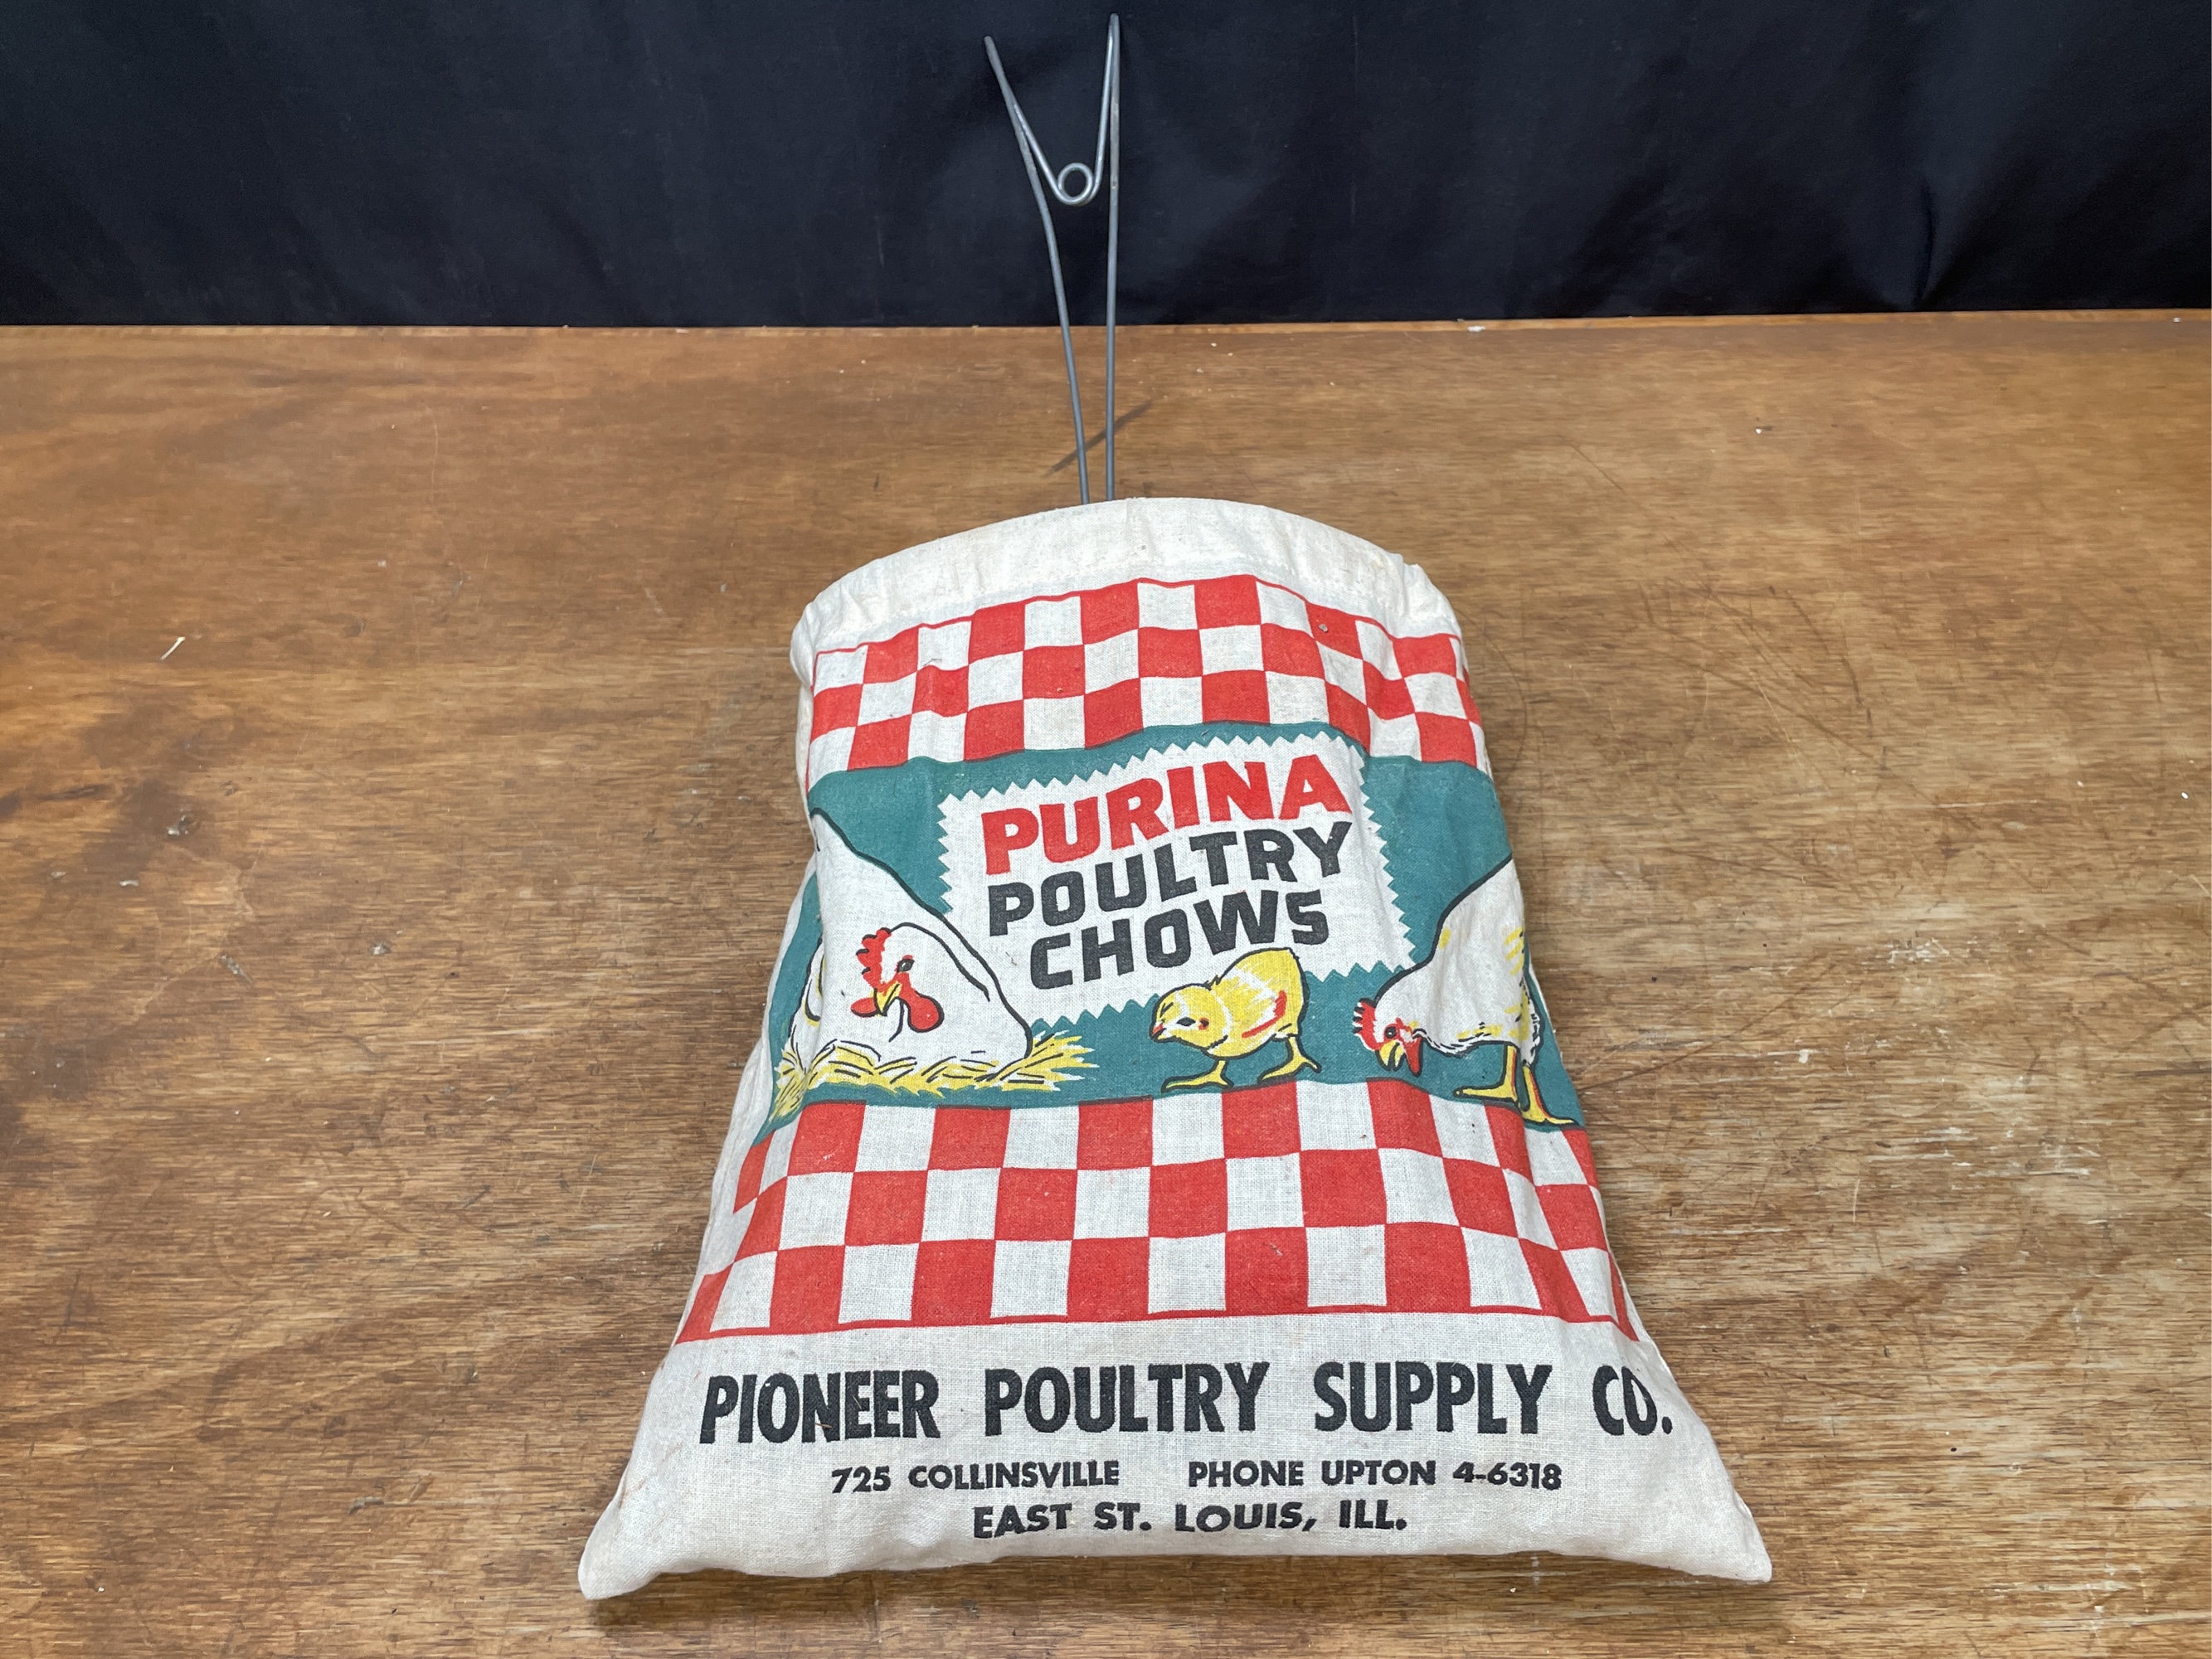 PURINA
POULTRY
CHOWS
PIONEER POULTRY SUPPLY CO.
725 COLLINSVILLE PHONE UPTON 4-6318
EAST ST. LOUIS, ILL.